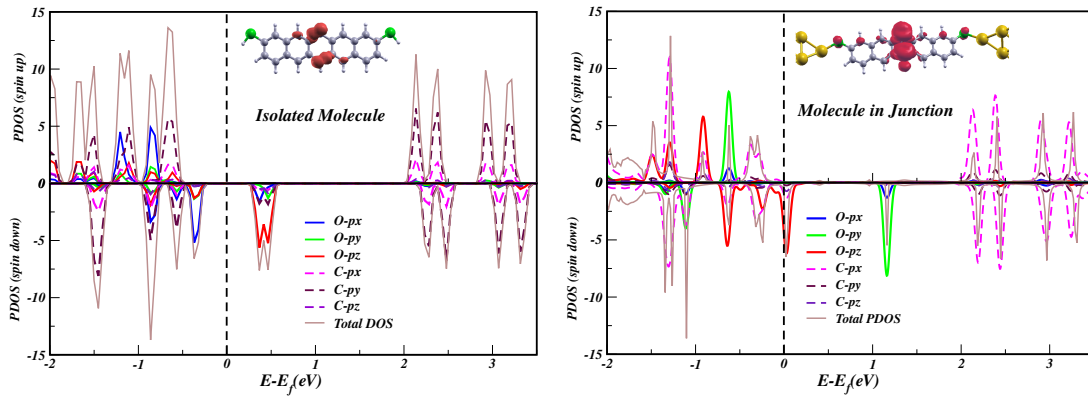 15
10
5
0
-5
-10
-15
PDOS (spin up)
PDOS (spin down)
Isolated Molecule
O-px
O-py
O-pz
C-px
C-py
C-pz
Total DOS
-2
-1
0
1
2
3
E-Ef(eV)
15
10
5
0
-5
-10
-15
PDOS (spin up)
PDOS (spin down)
Molecule in Junction
O-px
O-py
O-pz
C-px
C-py
C-pz
Total PDOS
-2
-1
0
1
2
3
E-Ef(eV)